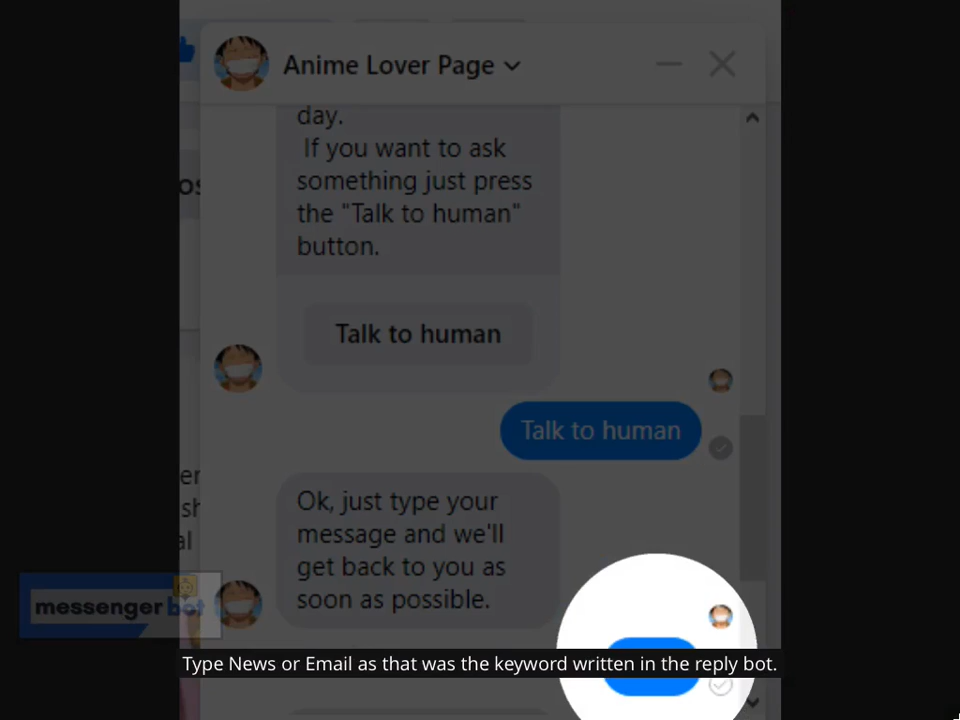 Anime Lover Page
day.
If you want to ask
something just press
the "Talk to human"
button.
Talk to human
Talk to human
Ok, just type your
message and we'll
get back to you as
soon as possible.
messenger bot
Type News or Email as that was the keyword written in the reply bot.